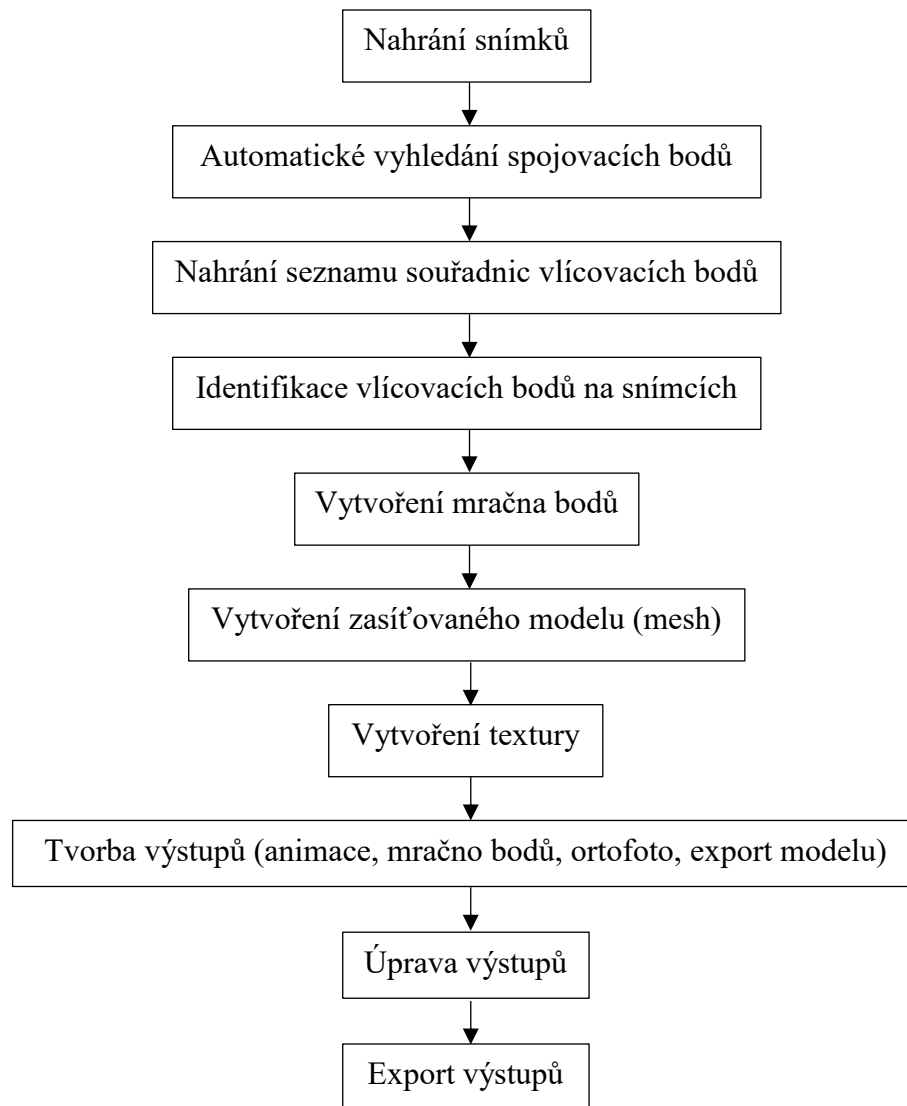 Nahrání snímků
Automatické vyhledání spojovacích bodů
Nahrání seznamu souřadnic vlícovacích bodů
Identifikace vlícovacích bodů na snímcích
Vytvoření mračna bodů
Vytvoření zasíťovaného modelu (mesh)
Vytvoření textury
Tvorba výstupů (animace, mračno bodů, ortofoto, export modelu)
Úprava výstupů
Export výstupů